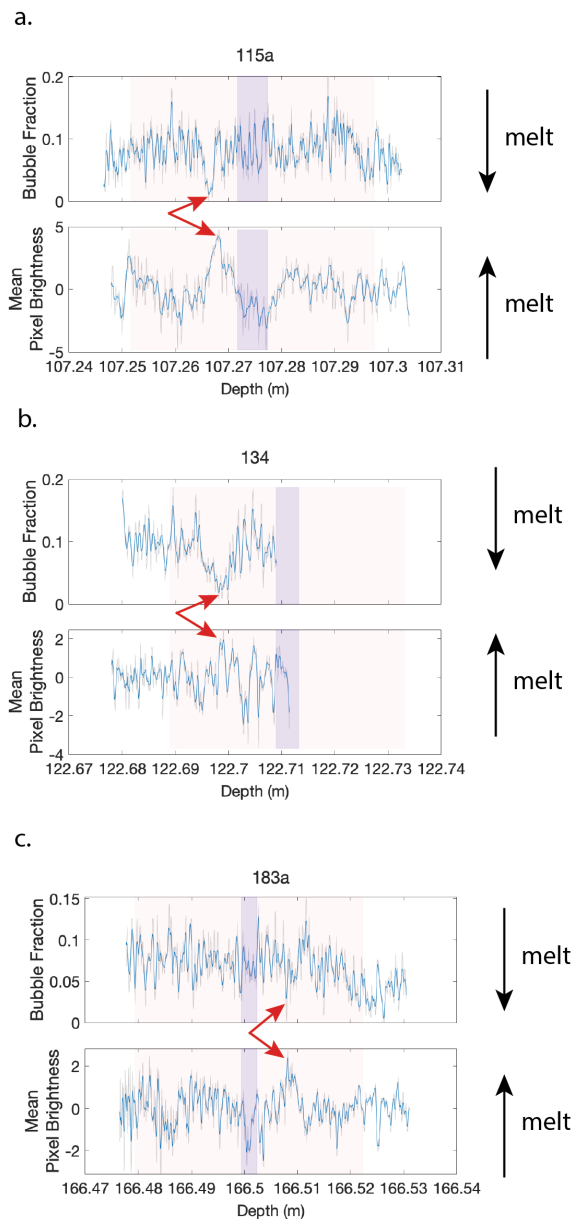 a.
115a
0.2
0.1
0
Bubble Fraction
melt
5
0
-5
Mean
Pixel Brightness
melt
107.24 107.25 107.26 107.27 107.28 107.29 107.3 107.31
Depth (m)
b.
134
0.2
0.1
0
Bubble Fraction
melt
2
0
-2
-4
Mean
Pixel Brightness
melt
122.67 122.68 122.69 122.7 122.71 122.72 122.73 122.74
Depth (m)
c.
183a
0.15
0.1
0.05
0
Bubble Fraction
melt
2
0
-2
Mean
Pixel Brightness
melt
166.47 166.48 166.49 166.5 166.51 166.52 166.53 166.54
Depth (m)